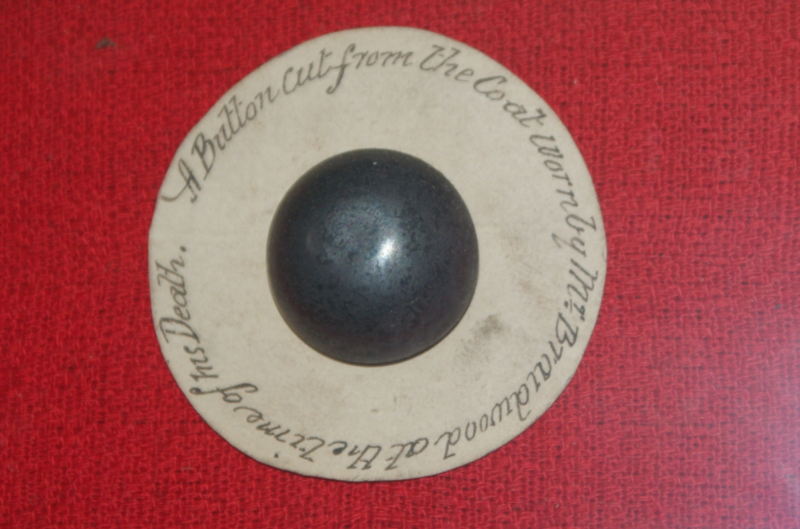 A Button cut from the Coat worn by Mr. Braidwood at the time of his Death.